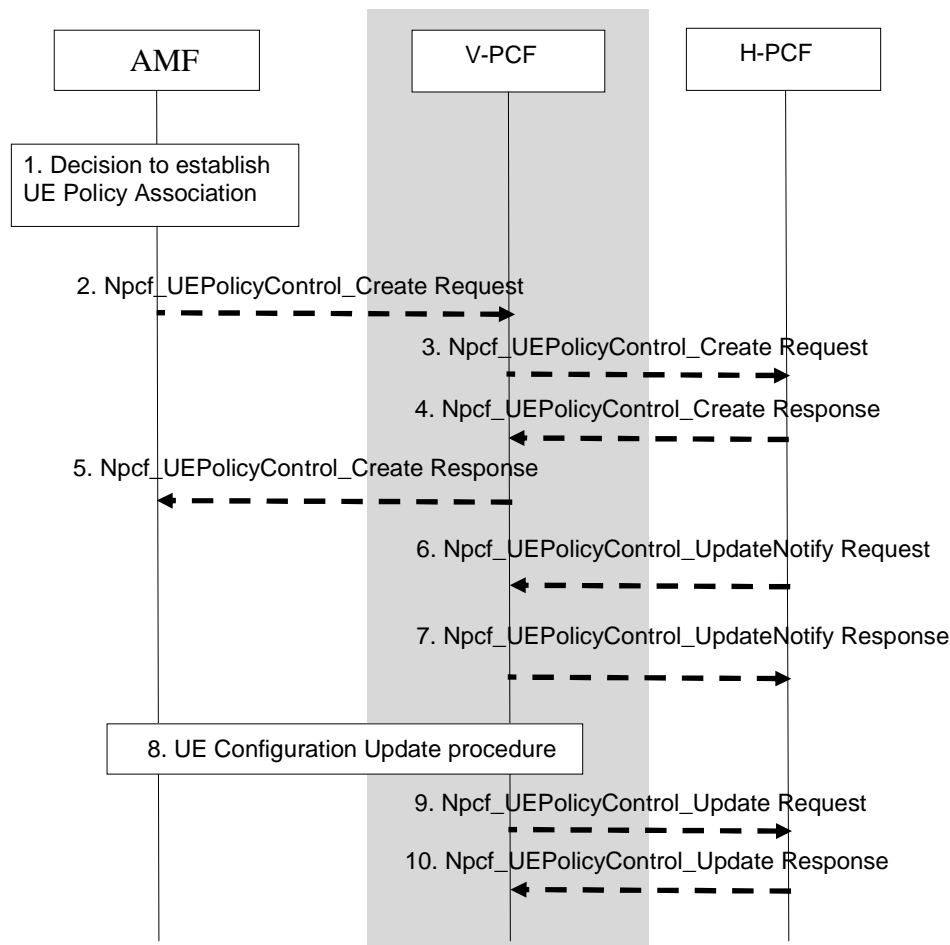 AMF
V-PCF
H-PCF
1. Decision to establish
UE Policy Association
2. Npcf_UEPolicyControl_Create Request
3. Npcf_UEPolicyControl_Create Request
4. Npcf_UEPolicyControl_Create Response
5. Npcf_UEPolicyControl_Create Response
6. Npcf_UEPolicyControl_UpdateNotify Request
7. Npcf_UEPolicyControl_UpdateNotify Response
8. UE Configuration Update procedure
9. Npcf_UEPolicyControl_Update Request
10. Npcf_UEPolicyControl_Update Response